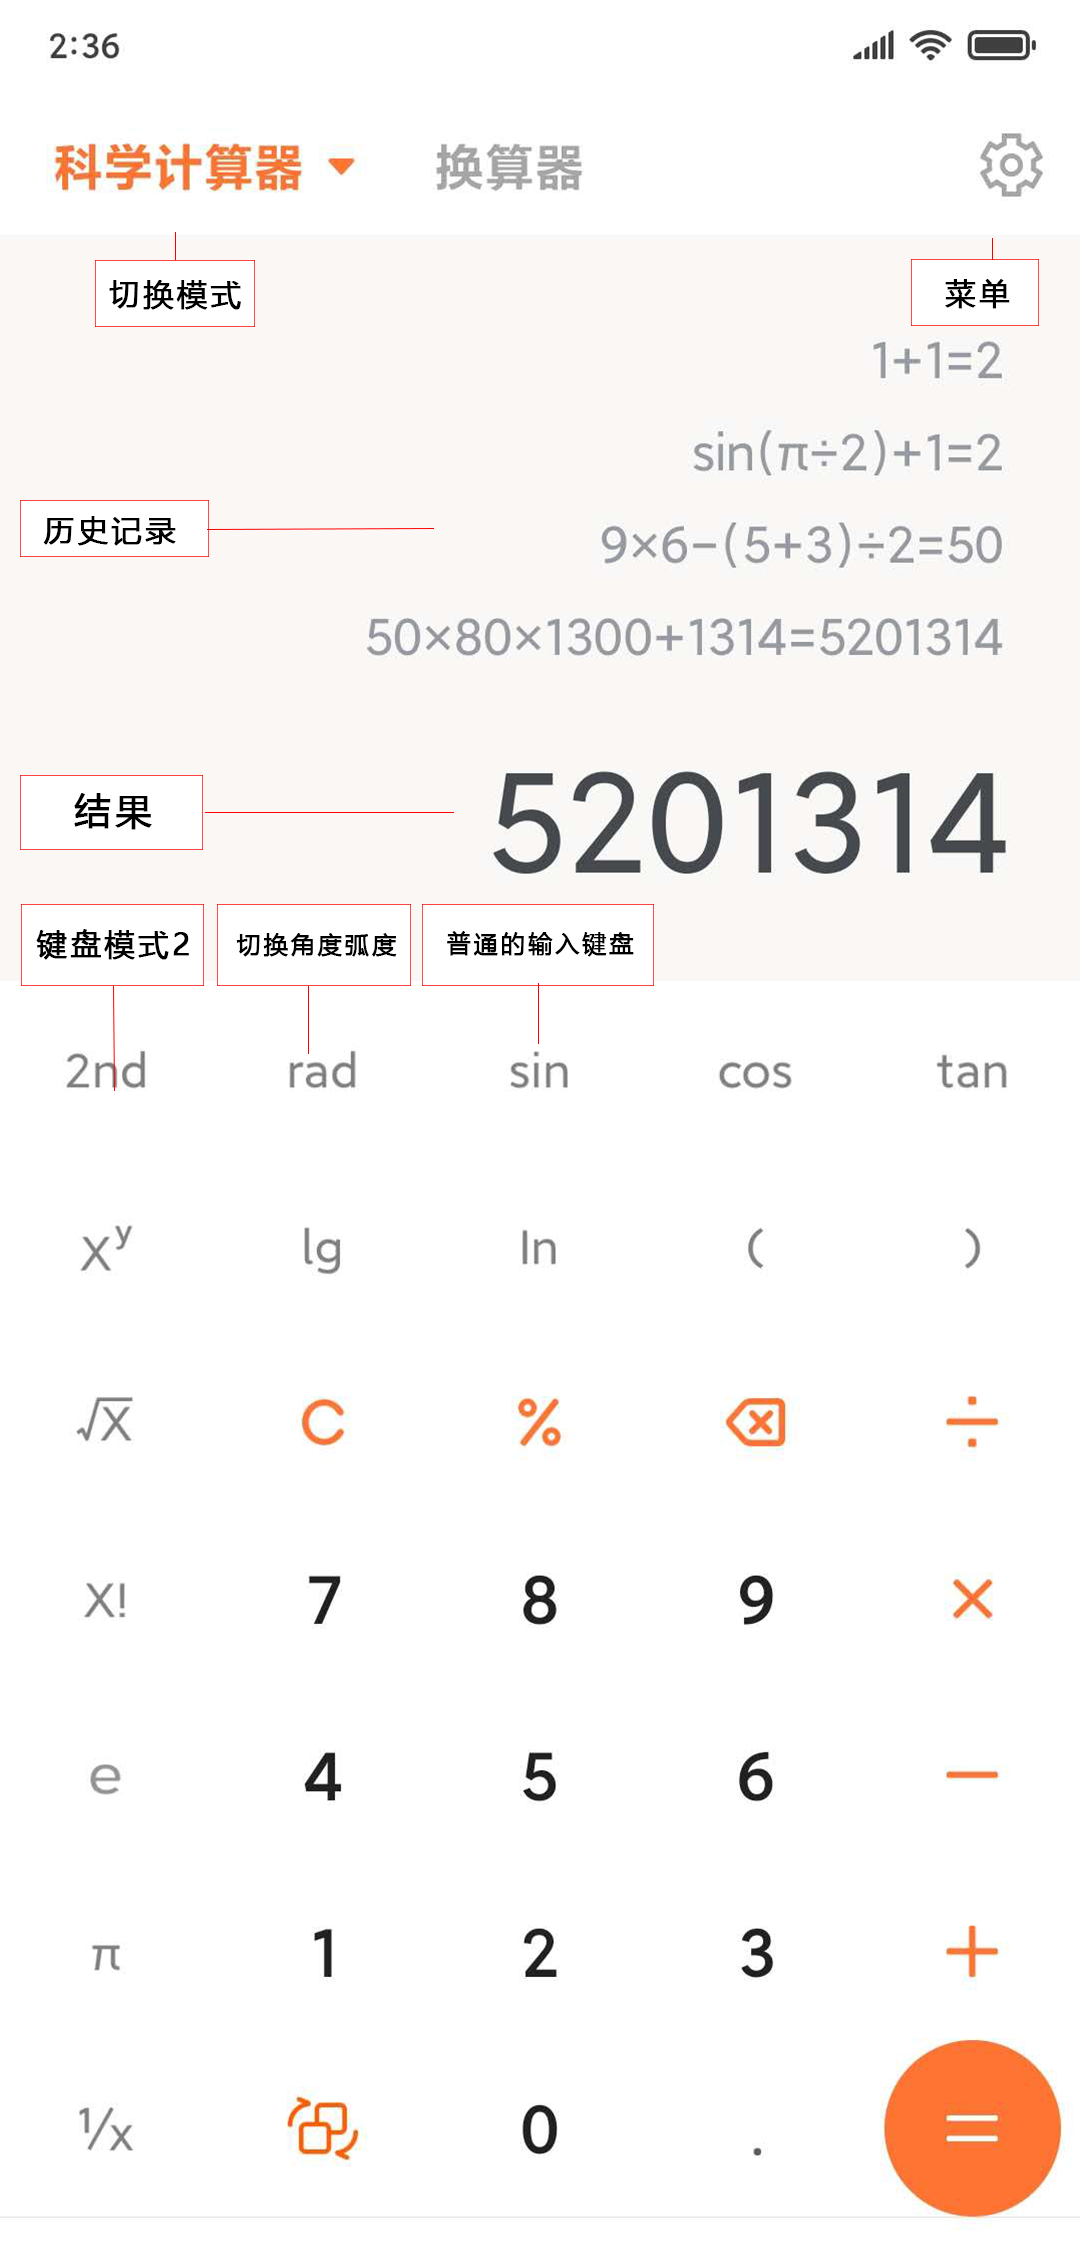 2:36
科学计算器 换算器
切换模式 菜单
1+1=2
sin(π÷2)+1=2
历史记录
9×6−(5+3)÷2=50
50×80×1300+1314=5201314
结果
5201314
键盘模式2 切换角度弧度 普通的输入键盘
2nd rad sin cos tan
xʸ lg ln ( )
√x C % ÷
X! 7 8 9 ×
e 4 5 6 −
π 1 2 3 +
1/x 0 . =